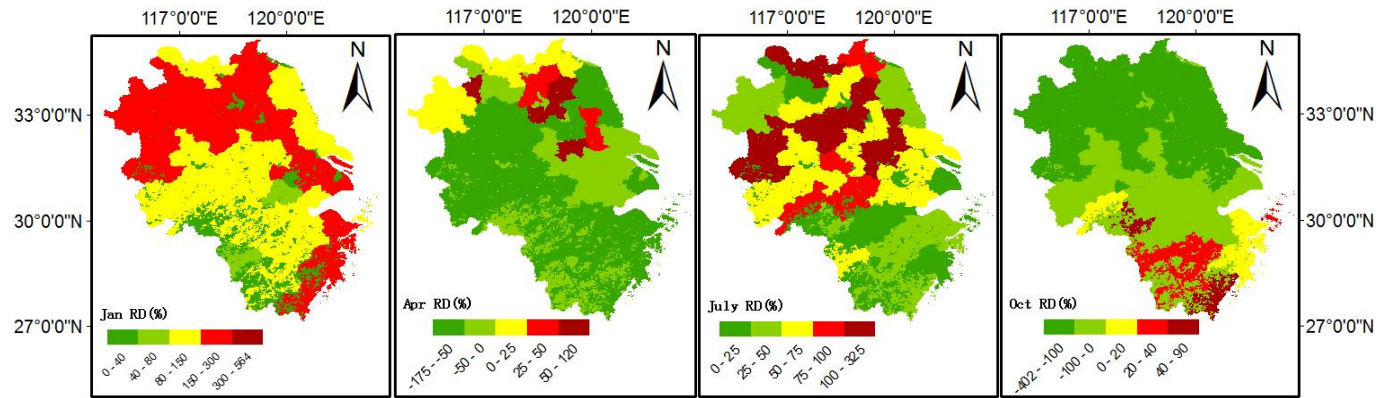 117°0'0"E 120°0'0"E 117°0'0"E 120°0'0"E 117°0'0"E 120°0'0"E 117°0'0"E 120°0'0"E
N N N N
33°0'0"N 33°0'0"N
30°0'0"N 30°0'0"N
27°0'0"N 27°0'0"N
Jan RD(%)
0-40 40-80 80-150 150-300 300-564
Apr RD(%)
-175--50 -50-0 0-25 25-50 50-120
July RD(%)
0-25 25-50 50-75 75-100 100-325
Oct RD(%)
-402--100 -100-0 0-20 20-40 40-90